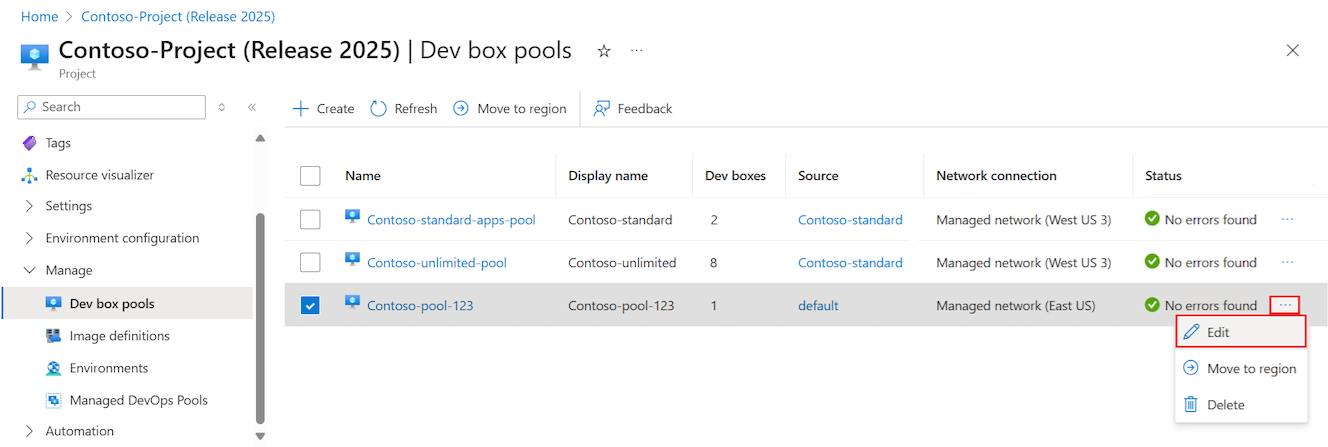 Home > Contoso-Project (Release 2025)
Contoso-Project (Release 2025) | Dev box pools ☆ ...
Project
Search
Create Refresh Move to region Feedback
Tags
Resource visualizer
Settings
Environment configuration
Manage
Dev box pools
Image definitions
Environments
Managed DevOps Pools
Automation
Name Display name Dev boxes Source Network connection Status
Contoso-standard-apps-pool Contoso-standard 2 Contoso-standard Managed network (West US 3) No errors found ...
Contoso-unlimited-pool Contoso-unlimited 8 Contoso-standard Managed network (West US 3) No errors found ...
Contoso-pool-123 Contoso-pool-123 1 default Managed network (East US) No errors found ...
Edit
Move to region
Delete